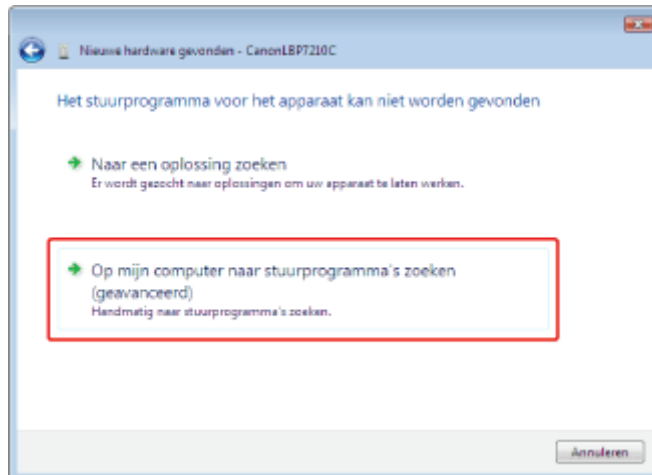 Nieuwe hardware gevonden - CanonLBP7210C
Het stuurprogramma voor het apparaat kan niet worden gevonden
Naar een oplossing zoeken
Er wordt gezocht naar oplossingen om uw apparaat te laten werken.
Op mijn computer naar stuurprogramma's zoeken
(geavanceerd)
Handmatig naar stuurprogramma's zoeken.
Annuleren